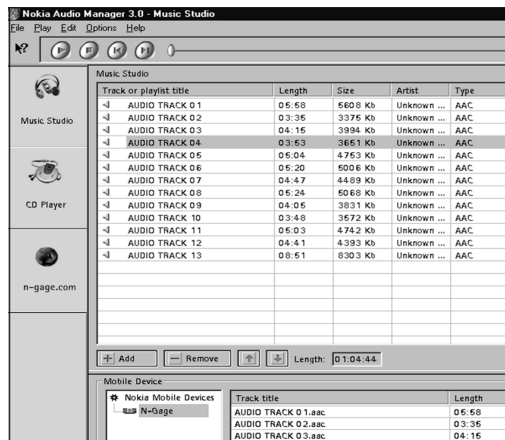 Nokia Audio Manager 3.0 - Music Studio
File Play Edit Options Help
Music Studio
Track or playlist title Length Size Artist Type
AUDIO TRACK 01 05:58 5608 Kb Unknown ... AAC
AUDIO TRACK 02 03:35 3375 Kb Unknown ... AAC
AUDIO TRACK 03 04:15 3994 Kb Unknown ... AAC
AUDIO TRACK 04 03:53 3651 Kb Unknown ... AAC
AUDIO TRACK 05 05:04 4753 Kb Unknown ... AAC
AUDIO TRACK 06 05:20 5006 Kb Unknown ... AAC
AUDIO TRACK 07 04:47 4489 Kb Unknown ... AAC
AUDIO TRACK 08 05:24 5068 Kb Unknown ... AAC
AUDIO TRACK 09 04:05 3831 Kb Unknown ... AAC
AUDIO TRACK 10 03:48 3572 Kb Unknown ... AAC
AUDIO TRACK 11 05:03 4742 Kb Unknown ... AAC
AUDIO TRACK 12 04:41 4393 Kb Unknown ... AAC
AUDIO TRACK 13 08:51 8303 Kb Unknown ... AAC
Music Studio
CD Player
n-gage.com
Add Remove Length: 01:04:44
Mobile Device
Nokia Mobile Devices
N-Gage
Track title Length
AUDIO TRACK 01.aac 05:58
AUDIO TRACK 02.aac 03:35
AUDIO TRACK 03.aac 04:15